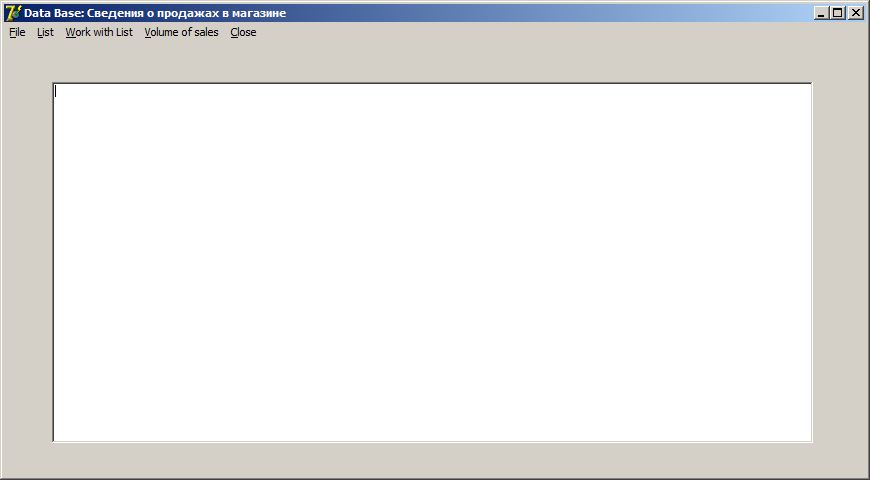 Data Base: Сведения о продажах в магазине
File List Work with List Volume of sales Close